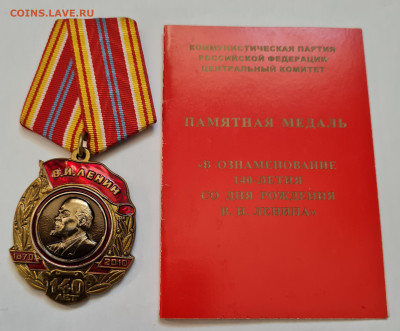 COINS.LAVE.RU
КОММУНИСТИЧЕСКАЯ ПАРТИЯ
РОССИЙСКОЙ ФЕДЕРАЦИИ
ЦЕНТРАЛЬНЫЙ КОМИТЕТ
ПАМЯТНАЯ МЕДАЛЬ
«В ОЗНАМЕНОВАНИЕ
140-ЛЕТИЯ
СО ДНЯ РОЖДЕНИЯ
В.И. ЛЕНИНА»
В.И. ЛЕНИН
1870 2010
140
ЛЕТ